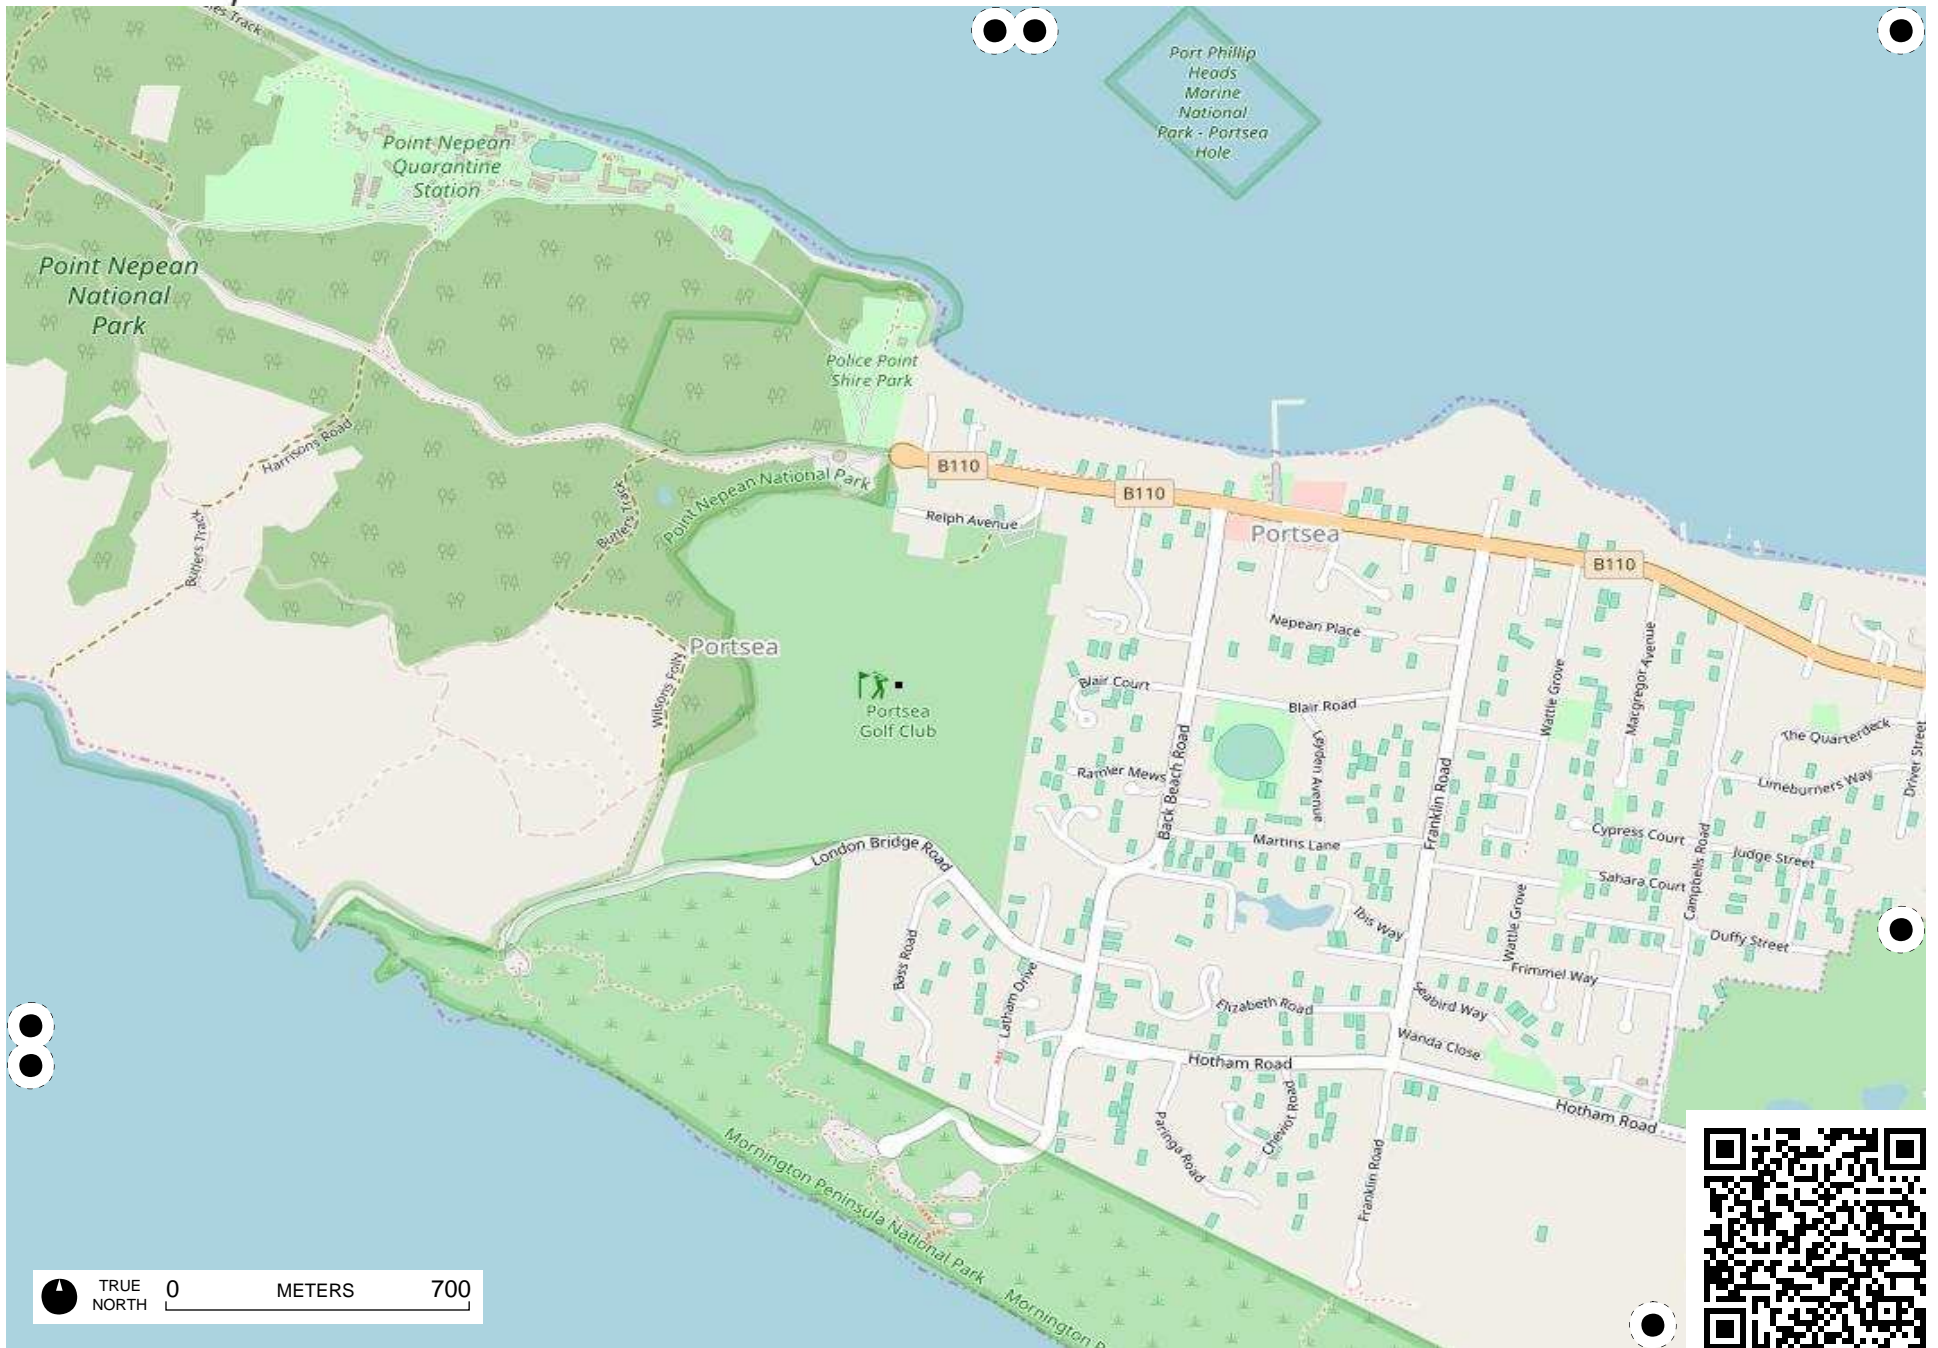 Port Phillip
Heads
Marine
National
Park - Portsea
Hole
Point Nepean
Quarantine
Station
Point Nepean
National
Park
Police Point
Shire Park
Harrisons Road
B110
B110
B110
Point Nepean National Park
Butlers Track
Butlers Track
Relph Avenue
Portsea
Portsea
Nepean Place
Wilsons Folly
Portsea
Golf Club
Blair Court
Blair Road
Wattle Grove
Macgregor Avenue
The Quarterdeck
Driver Street
Limeburners Way
Leyden Avenue
Ramler Mews
Back Beach Road
Franklin Road
Martins Lane
Cypress Court
Judge Street
Campbells Road
Sahara Court
London Bridge Road
Wattle Grove
Ibis Way
Duffy Street
Bass Road
Latham Drive
Frimmel Way
Elizabeth Road
Seabird Way
Wanda Close
Hotham Road
Hotham Road
Cheviot Road
Paringa Road
Franklin Road
Mornington Peninsula National Park
Mornington
TRUE
NORTH
0 METERS 700